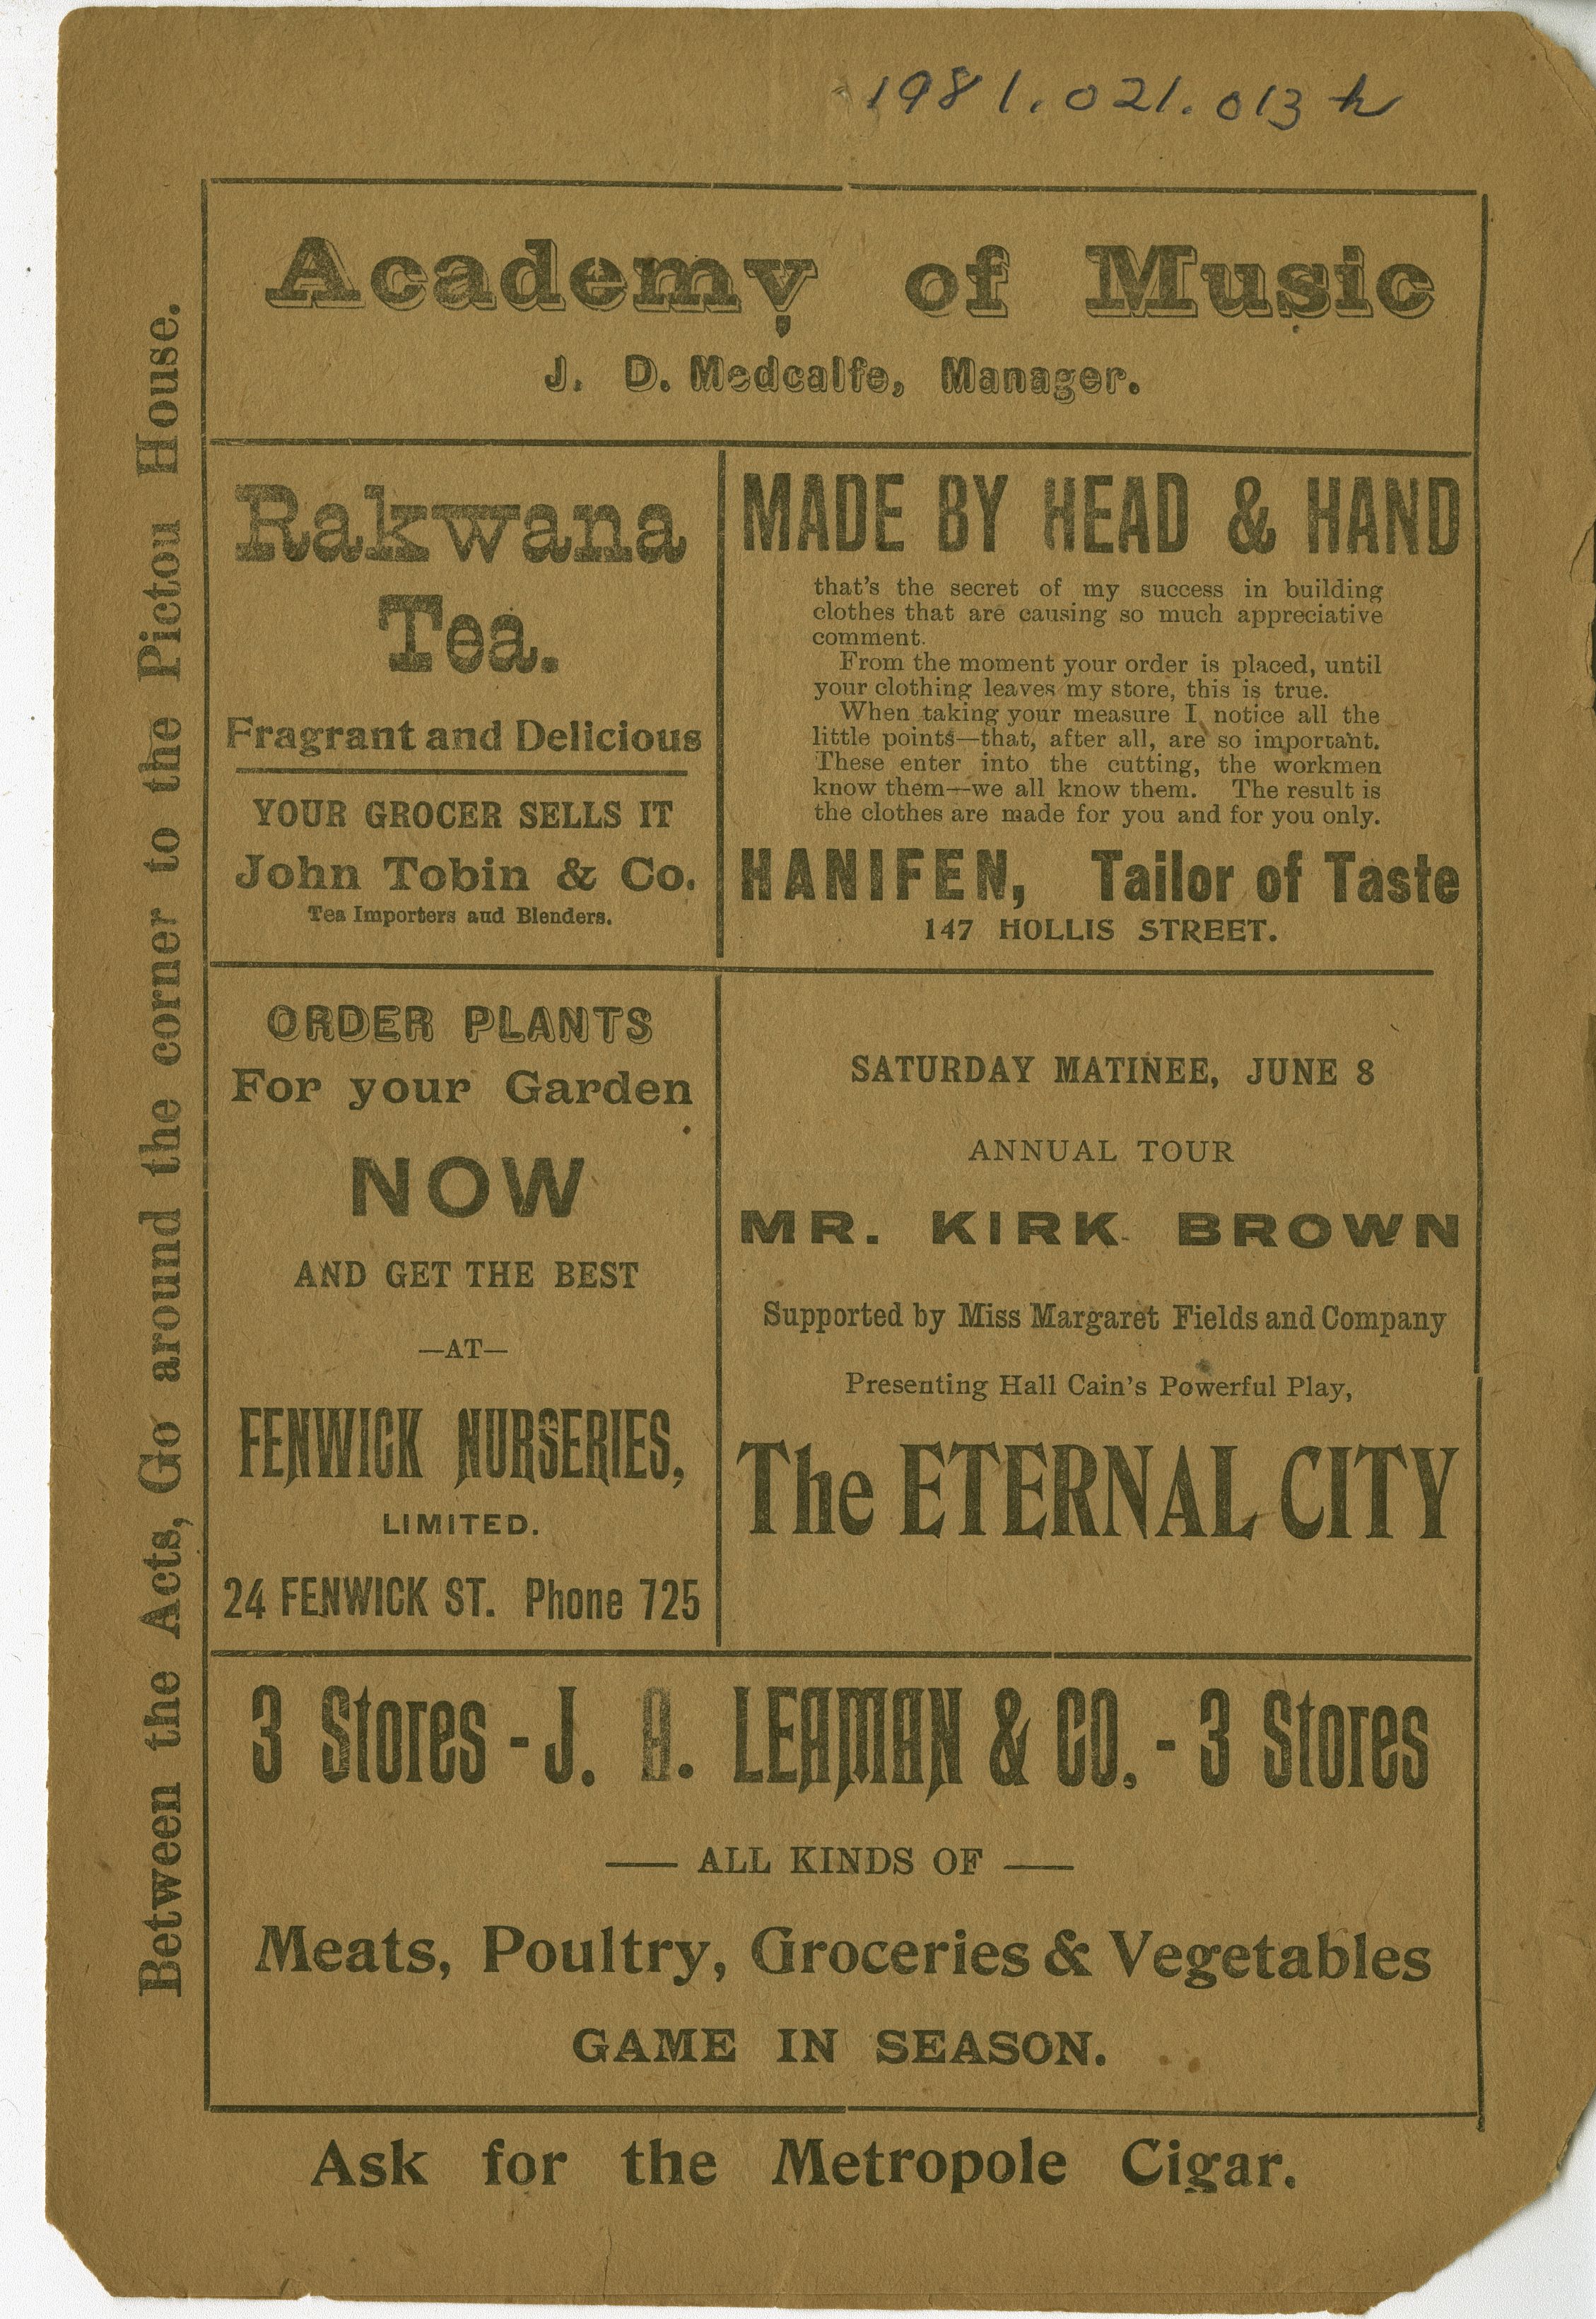 1981.021.013 h
Academy of Music
J. D. Medcalfe, Manager.
Between the Acts, Go around the corner to the Pictou House.
Rakwana
Tea.
Fragrant and Delicious
YOUR GROCER SELLS IT
John Tobin & Co.
Tea Importers and Blenders.
MADE BY HEAD & HAND
that's the secret of my success in building
clothes that are causing so much appreciative
comment.
From the moment your order is placed, until
your clothing leaves my store, this is true.
When taking your measure I notice all the
little points—that, after all, are so important.
These enter into the cutting, the workmen
know them—we all know them. The result is
the clothes are made for you and for you only.
HANIFEN, Tailor of Taste
147 HOLLIS STREET.
ORDER PLANTS
For your Garden
NOW
AND GET THE BEST
—AT—
FENWICK NURSERIES,
LIMITED.
24 FENWICK ST. Phone 725
SATURDAY MATINEE, JUNE 8
ANNUAL TOUR
MR. KIRK BROWN
Supported by Miss Margaret Fields and Company
Presenting Hall Cain's Powerful Play,
The ETERNAL CITY
3 Stores - J. A. LEAMAN & CO. - 3 Stores
— ALL KINDS OF —
Meats, Poultry, Groceries & Vegetables
GAME IN SEASON.
Ask for the Metropole Cigar.